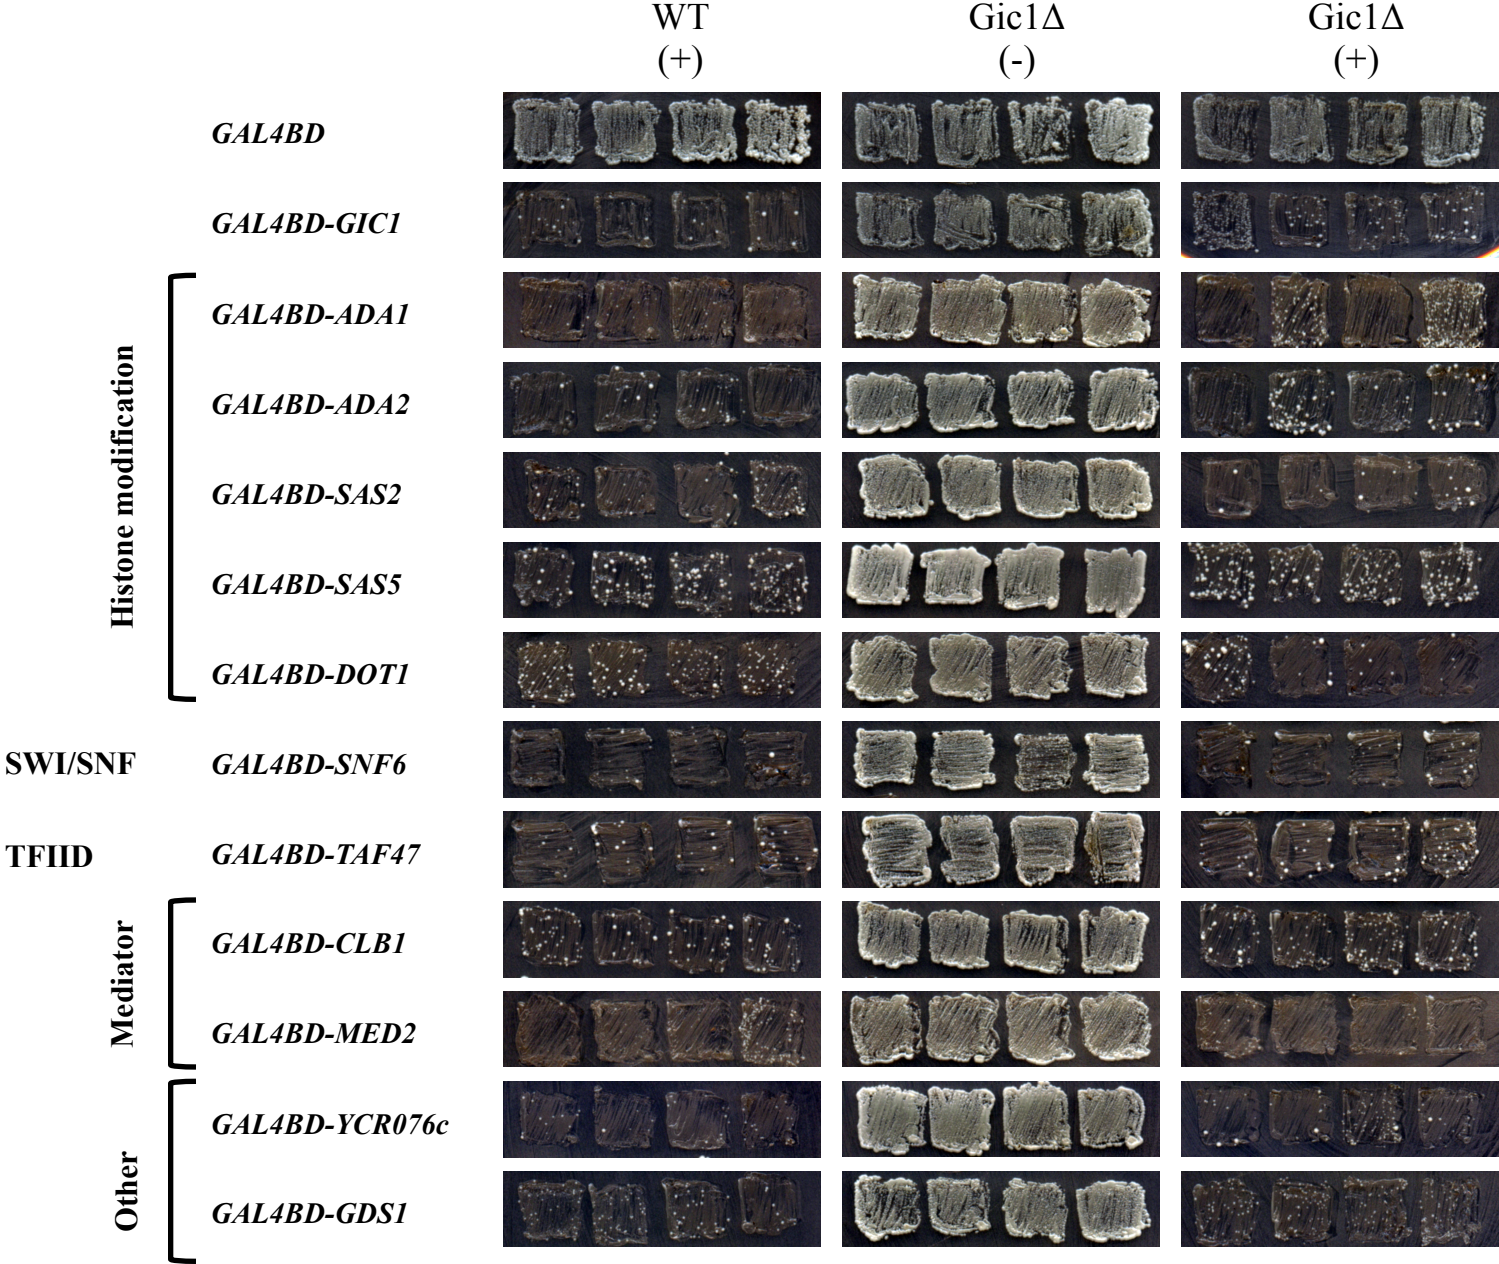 WT Gic1Δ Gic1Δ
(+) (-) (+)
GAL4BD
GAL4BD-GIC1
Histone modification
GAL4BD-ADA1
GAL4BD-ADA2
GAL4BD-SAS2
GAL4BD-SAS5
GAL4BD-DOT1
SWI/SNF GAL4BD-SNF6
TFIID GAL4BD-TAF47
Mediator
GAL4BD-CLB1
GAL4BD-MED2
Other
GAL4BD-YCR076c
GAL4BD-GDS1